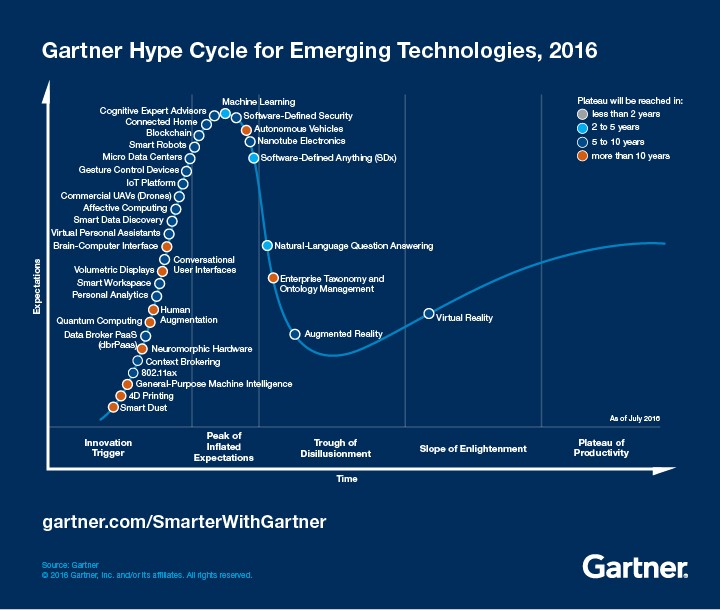 Gartner Hype Cycle for Emerging Technologies, 2016
Plateau will be reached in:
less than 2 years
2 to 5 years
5 to 10 years
more than 10 years
Machine Learning
Cognitive Expert Advisors
Software-Defined Security
Connected Home
Autonomous Vehicles
Blockchain
Nanotube Electronics
Smart Robots
Software-Defined Anything (SDx)
Micro Data Centers
Gesture Control Devices
IoT Platform
Commercial UAVs (Drones)
Affective Computing
Smart Data Discovery
Virtual Personal Assistants
Brain-Computer Interface
Natural-Language Question Answering
Conversational
User Interfaces
Volumetric Displays
Enterprise Taxonomy and
Ontology Management
Smart Workspace
Personal Analytics
Human
Augmentation
Quantum Computing
Virtual Reality
Data Broker PaaS
(dbrPaas)
Augmented Reality
Neuromorphic Hardware
Context Brokering
802.11ax
General-Purpose Machine Intelligence
4D Printing
Smart Dust
Expectations
As of July 2016
Innovation
Trigger
Peak of
Inflated
Expectations
Trough of
Disillusionment
Slope of Enlightenment
Plateau of
Productivity
Time
gartner.com/SmarterWithGartner
Source: Gartner
© 2016 Gartner, Inc. and/or its affiliates. All rights reserved.
Gartner®